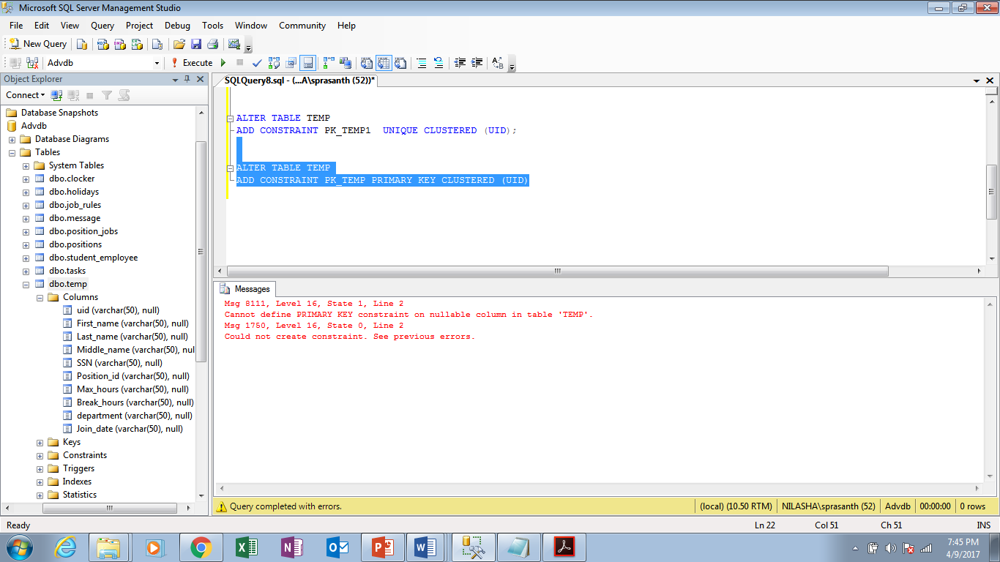 Microsoft SQL Server Management Studio
File Edit View Query Project Debug Tools Window Community Help
New Query
Advdb
Execute
Object Explorer
Connect
Database Snapshots
Advdb
Database Diagrams
Tables
System Tables
dbo.clocker
dbo.holidays
dbo.job_rules
dbo.message
dbo.position_jobs
dbo.positions
dbo.student_employee
dbo.tasks
dbo.temp
Columns
uid (varchar(50), null)
First_name (varchar(50), null)
Last_name (varchar(50), null)
Middle_name (varchar(50), nul
SSN (varchar(50), null)
Position_id (varchar(50), null)
Max_hours (varchar(50), null)
Break_hours (varchar(50), null)
department (varchar(50), null)
Join_date (varchar(50), null)
Keys
Constraints
Triggers
Indexes
Statistics
SQLQuery8.sql - (...A\sprasanth (52))*
ALTER TABLE TEMP
ADD CONSTRAINT PK_TEMP1  UNIQUE CLUSTERED (UID);
ALTER TABLE TEMP
ADD CONSTRAINT PK_TEMP PRIMARY KEY CLUSTERED (UID)
Messages
Msg 8111, Level 16, State 1, Line 2
Cannot define PRIMARY KEY constraint on nullable column in table 'TEMP'.
Msg 1750, Level 16, State 0, Line 2
Could not create constraint. See previous errors.
Query completed with errors.
(local) (10.50 RTM) NILASHA\sprasanth (52) Advdb 00:00:00 0 rows
Ready
Ln 22 Col 51 Ch 51 INS
7:45 PM
4/9/2017